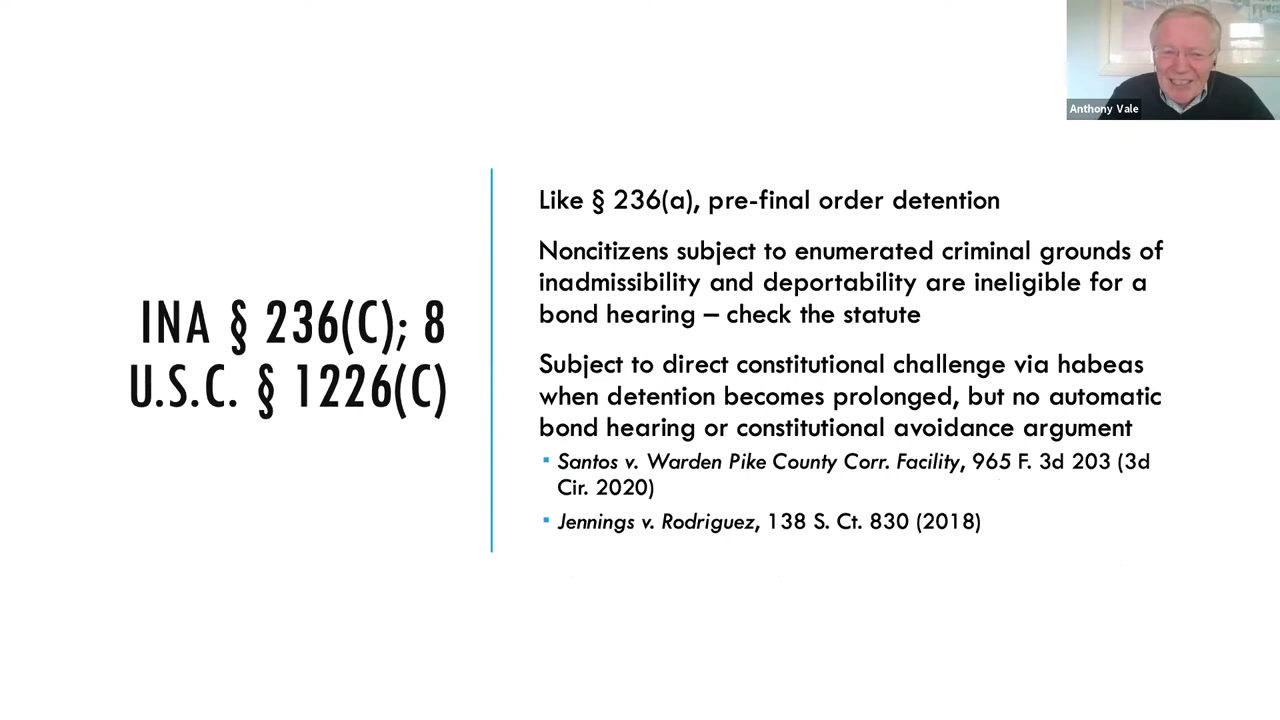 Anthony Vale
INA § 236(C); 8
U.S.C. § 1226(C)
Like § 236(a), pre-final order detention
Noncitizens subject to enumerated criminal grounds of
inadmissibility and deportability are ineligible for a
bond hearing – check the statute
Subject to direct constitutional challenge via habeas
when detention becomes prolonged, but no automatic
bond hearing or constitutional avoidance argument
▪ Santos v. Warden Pike County Corr. Facility, 965 F. 3d 203 (3d
Cir. 2020)
▪ Jennings v. Rodriguez, 138 S. Ct. 830 (2018)